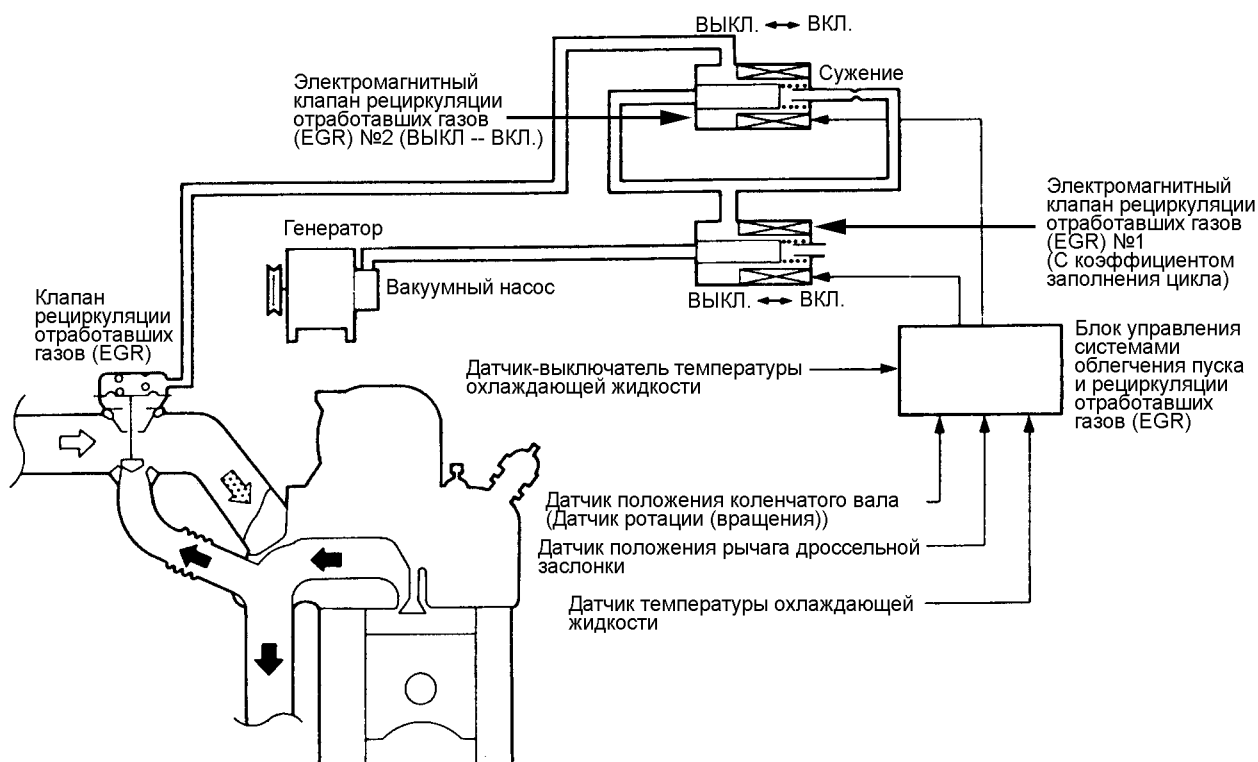 ВЫКЛ. ↔ ВКЛ.
Электромагнитный
клапан рециркуляции
отработавших газов
(EGR) №2 (ВЫКЛ -- ВКЛ.)
Сужение
Электромагнитный
клапан рециркуляции
отработавших газов
(EGR) №1
(С коэффициентом
заполнения цикла)
Генератор
Вакуумный насос
ВЫКЛ. ↔ ВКЛ.
Клапан
рециркуляции
отработавших
газов (EGR)
Блок управления
системами
облегчения пуска
и рециркуляции
отработавших
газов (EGR)
Датчик-выключатель температуры
охлаждающей жидкости
Датчик положения коленчатого вала
(Датчик ротации (вращения))
Датчик положения рычага дроссельной
заслонки
Датчик температуры охлаждающей
жидкости